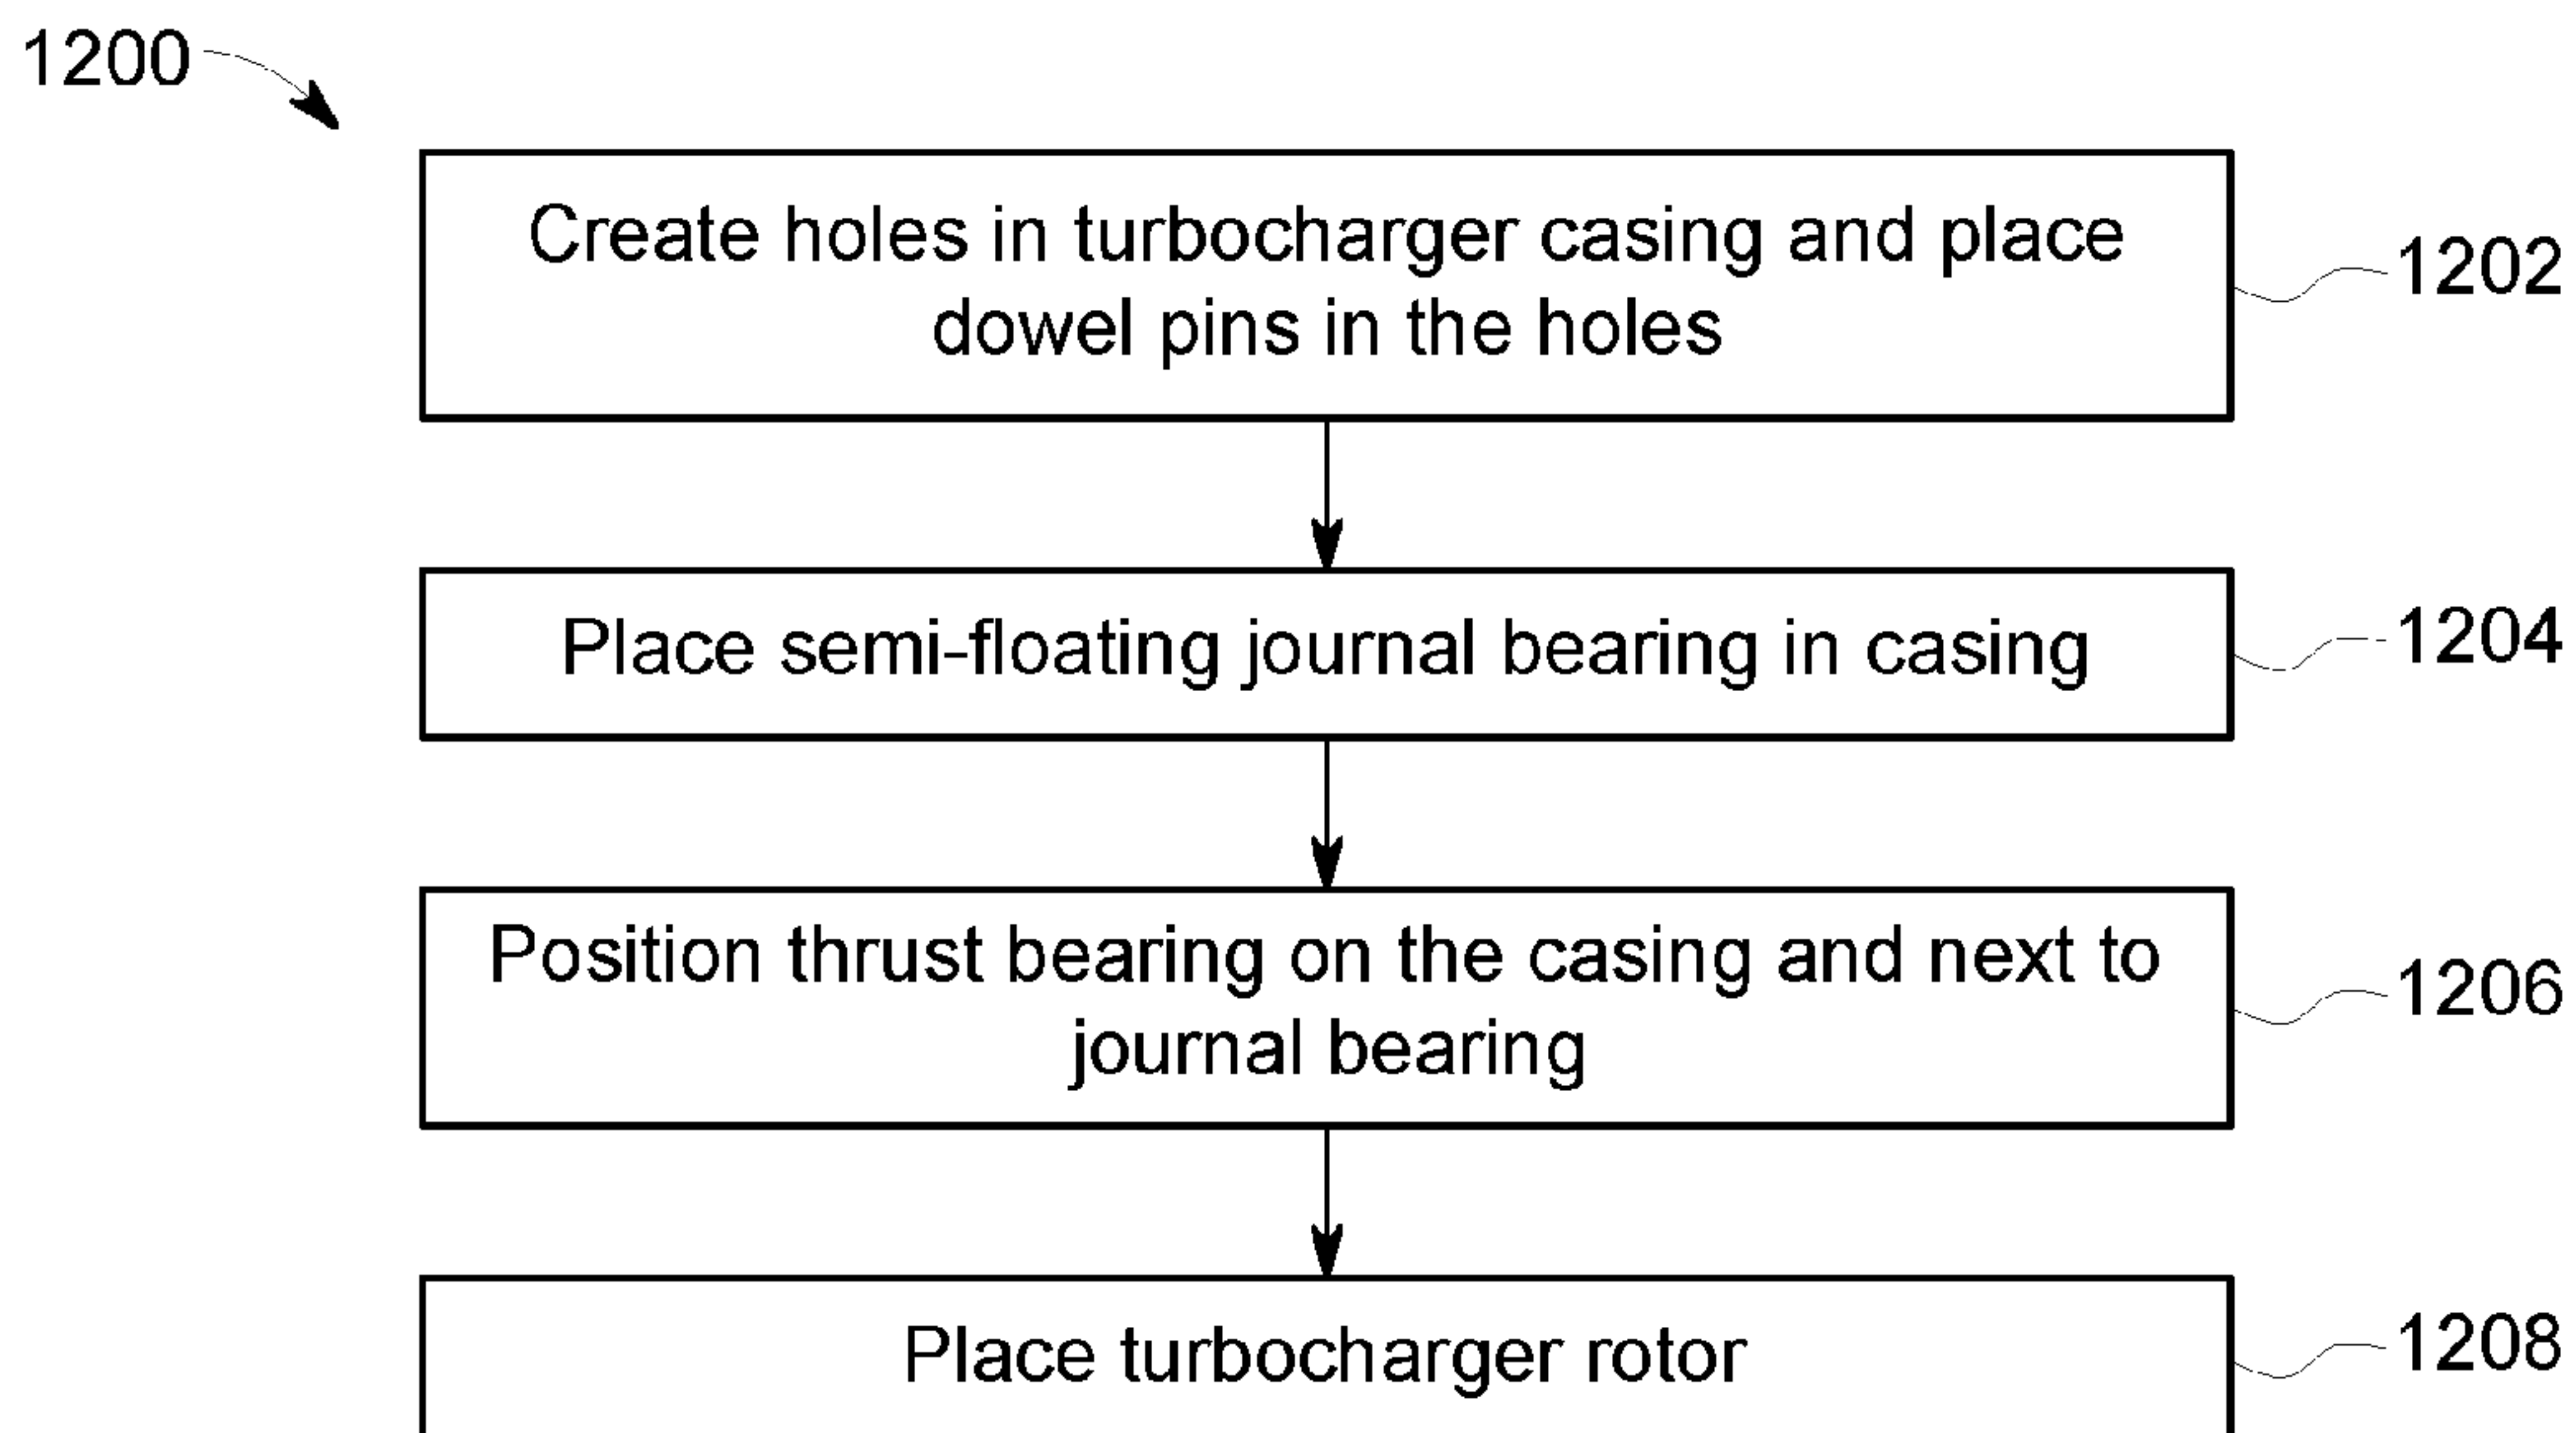 1200
Create holes in turbocharger casing and place
dowel pins in the holes
1202
Place semi-floating journal bearing in casing
1204
Position thrust bearing on the casing and next to
journal bearing
1206
Place turbocharger rotor
1208